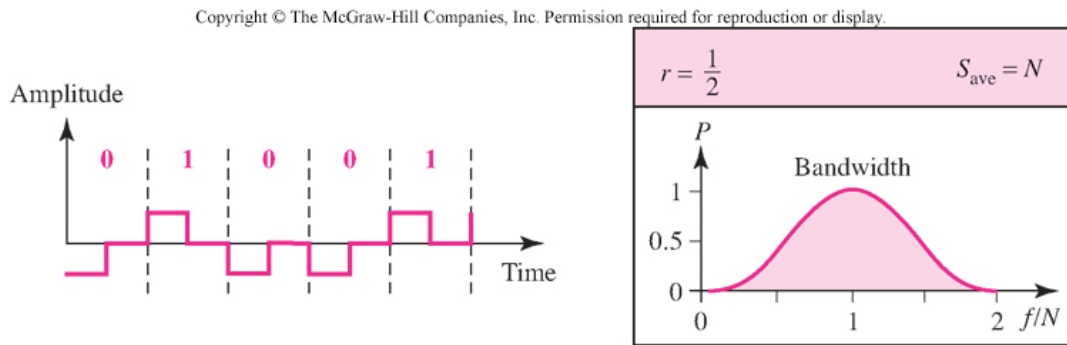 Copyright © The McGraw-Hill Companies, Inc. Permission required for reproduction or display.
Amplitude
0 1 0 0 1
Time
r = 1/2
S_ave = N
P
Bandwidth
1
0.5
0
0 1 2 f/N